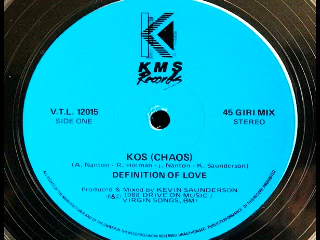 K
KMS
Records
V.T.L. 12015
45 GIRI MIX
SIDE ONE
STEREO
KOS (CHAOS)
(A. Nanton - R. Holman - J. Nanton - K. Saunderson)
DEFINITION OF LOVE
Produced & Mixed by KEVIN SAUNDERSON
℗&© 1988 DRIVE ON MUSIC /
VIRGIN SONGS, BMI